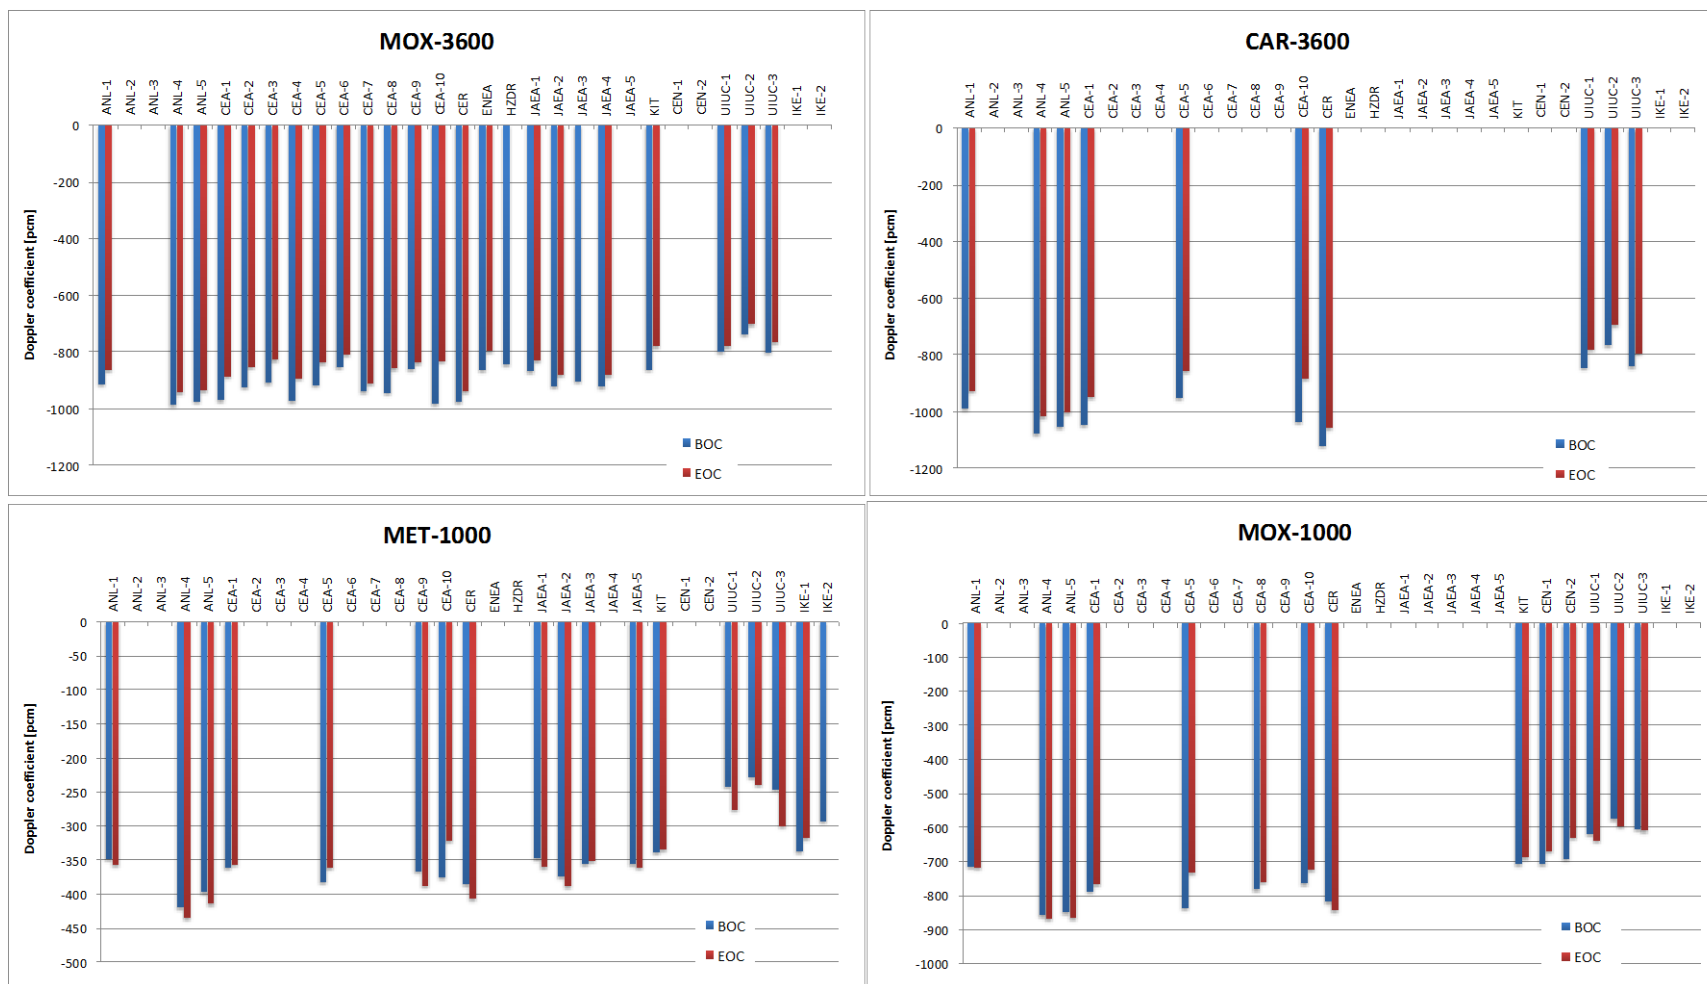 MOX-3600
ANL-1 ANL-2 ANL-3 ANL-4 ANL-5 CEA-1 CEA-2 CEA-3 CEA-4 CEA-5 CEA-6 CEA-7 CEA-8 CEA-9 CEA-10 CER ENEA HZDR JAEA-1 JAEA-2 JAEA-3 JAEA-4 JAEA-5 KIT CEN-1 CEN-2 UIUC-1 UIUC-2 UIUC-3 IKE-1 IKE-2
0
-200
-400
-600
-800
-1000
-1200
Doppler coefficient [pcm]
BOC
EOC
CAR-3600
ANL-1 ANL-2 ANL-3 ANL-4 ANL-5 CEA-1 CEA-2 CEA-3 CEA-4 CEA-5 CEA-6 CEA-7 CEA-8 CEA-9 CEA-10 CER ENEA HZDR JAEA-1 JAEA-2 JAEA-3 JAEA-4 JAEA-5 KIT CEN-1 CEN-2 UIUC-1 UIUC-2 UIUC-3 IKE-1 IKE-2
0
-200
-400
-600
-800
-1000
-1200
Doppler coefficient [pcm]
BOC
EOC
MET-1000
ANL-1 ANL-2 ANL-3 ANL-4 ANL-5 CEA-1 CEA-2 CEA-3 CEA-4 CEA-5 CEA-6 CEA-7 CEA-8 CEA-9 CEA-10 CER ENEA HZDR JAEA-1 JAEA-2 JAEA-3 JAEA-4 JAEA-5 KIT CEN-1 CEN-2 UIUC-1 UIUC-2 UIUC-3 IKE-1 IKE-2
0
-50
-100
-150
-200
-250
-300
-350
-400
-450
-500
Doppler coefficient [pcm]
BOC
EOC
MOX-1000
ANL-1 ANL-2 ANL-3 ANL-4 ANL-5 CEA-1 CEA-2 CEA-3 CEA-4 CEA-5 CEA-6 CEA-7 CEA-8 CEA-9 CEA-10 CER ENEA HZDR JAEA-1 JAEA-2 JAEA-3 JAEA-4 JAEA-5 KIT CEN-1 CEN-2 UIUC-1 UIUC-2 UIUC-3 IKE-1 IKE-2
0
-100
-200
-300
-400
-500
-600
-700
-800
-900
-1000
Doppler coefficient [pcm]
BOC
EOC